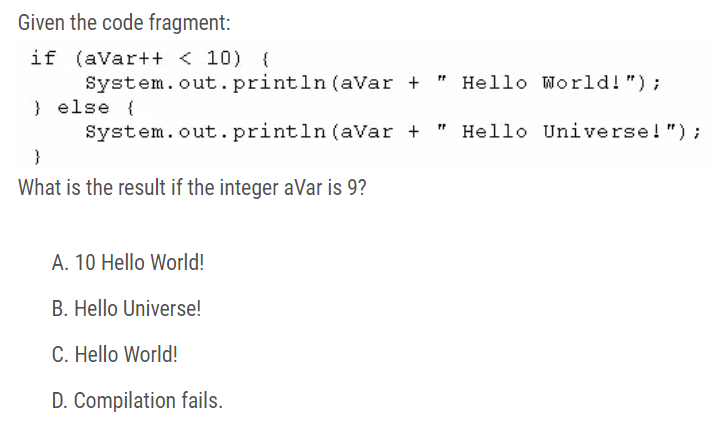 Given the code fragment:
if (aVar++ < 10) {
System.out.println(aVar + " Hello World!");
} else {
System.out.println(aVar + " Hello Universe!");
}
What is the result if the integer aVar is 9?
A. 10 Hello World!
B. Hello Universe!
C. Hello World!
D. Compilation fails.